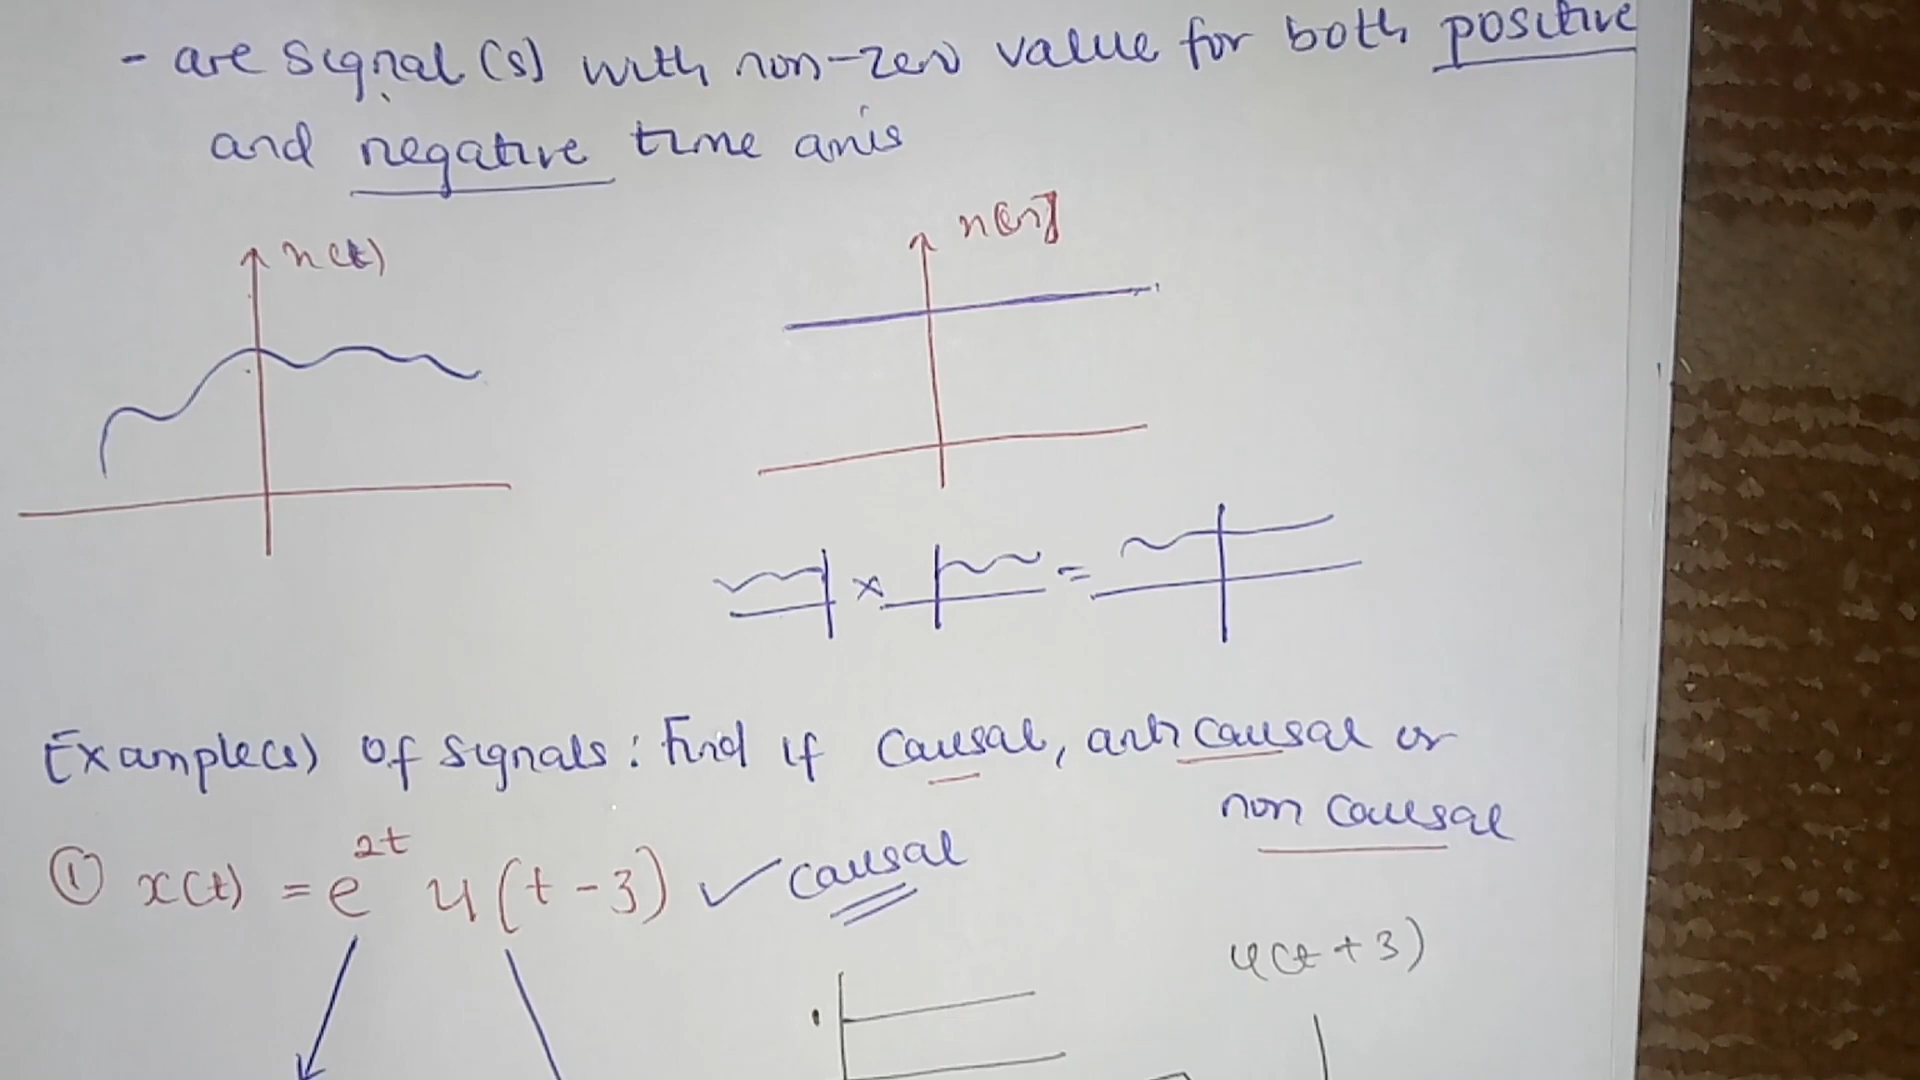 - are signal(s) with non-zero value for both positive
and negative time axis
x(t)
x[n]
x =
Example(s) of signals : Find if causal, anti causal or
non causal
① x(t) = e^2t u(t-3) ✓ causal
u(t+3)